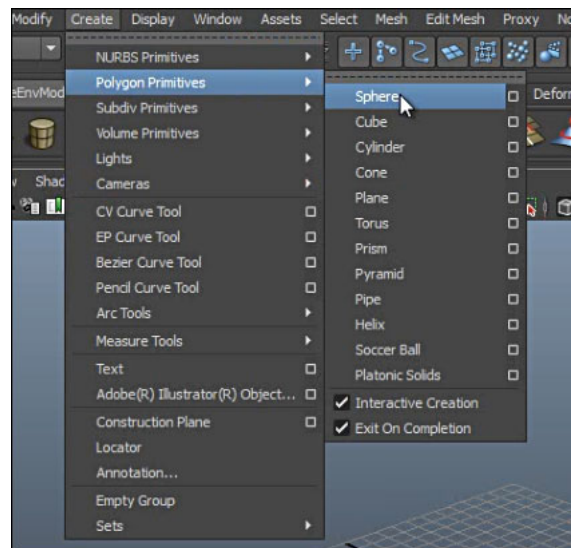 Modify Create Display Window Assets Select Mesh Edit Mesh Proxy
NURBS Primitives
Polygon Primitives
Subdiv Primitives
Volume Primitives
Lights
Cameras
CV Curve Tool
EP Curve Tool
Bezier Curve Tool
Pencil Curve Tool
Arc Tools
Measure Tools
Text
Adobe(R) Illustrator(R) Object...
Construction Plane
Locator
Annotation...
Empty Group
Sets
Sphere
Cube
Cylinder
Cone
Plane
Torus
Prism
Pyramid
Pipe
Helix
Soccer Ball
Platonic Solids
Interactive Creation
Exit On Completion
eEnvMod
Defor
Shad